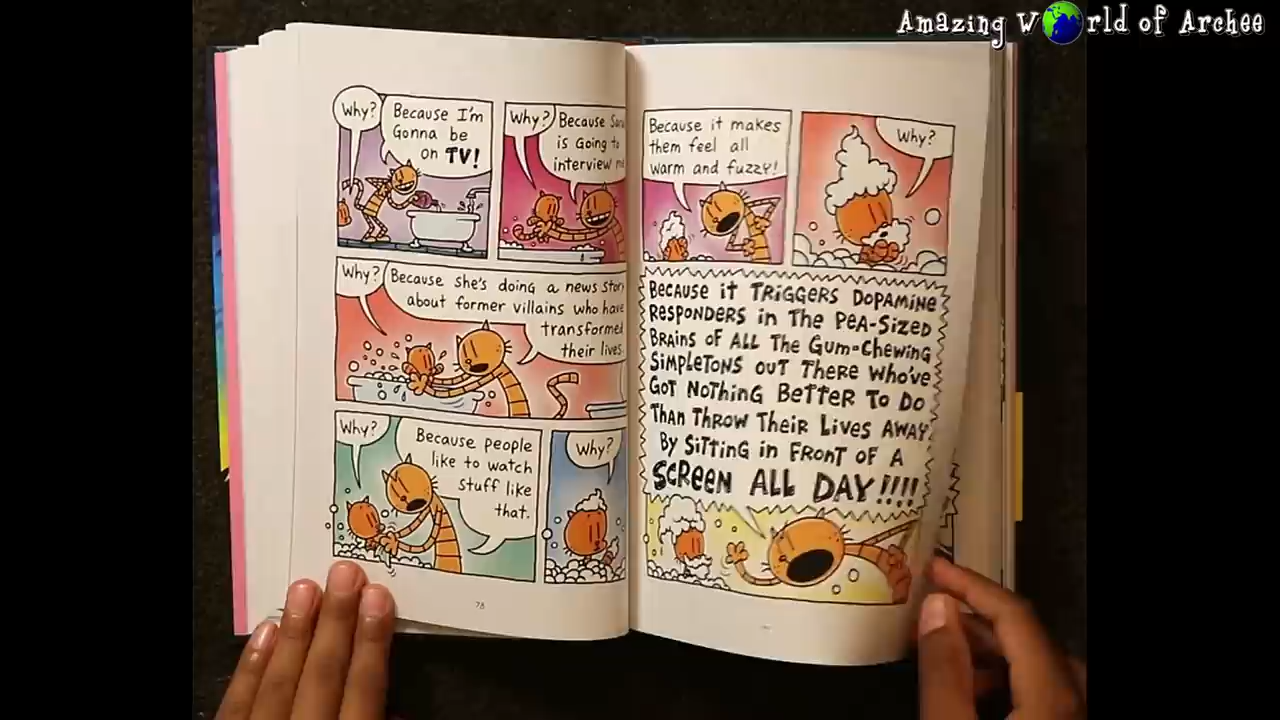 Amazing World of Archee
Why?
Because I'm
Gonna be
on TV!
Why?
Because
is Going to
interview
Why?
Because she's doing a news
about former villains who have
transformed
their lives.
Why?
Because people
like to watch
stuff like
that.
Why?
78
Because it makes
them feel all
warm and fuzzy!
Why?
BECAUSE IT TRIGGERS DOPAMINE
RESPONDERS IN THE PEA-SIZED
BRAINS OF ALL THE GUM-CHEWING
SIMPLETONS OUT THERE WHO'VE
GOT NOTHING BETTER TO DO
THAN THROW THEIR LIVES AWAY
BY SITTING IN FRONT OF A
SCREEN ALL DAY!!!!